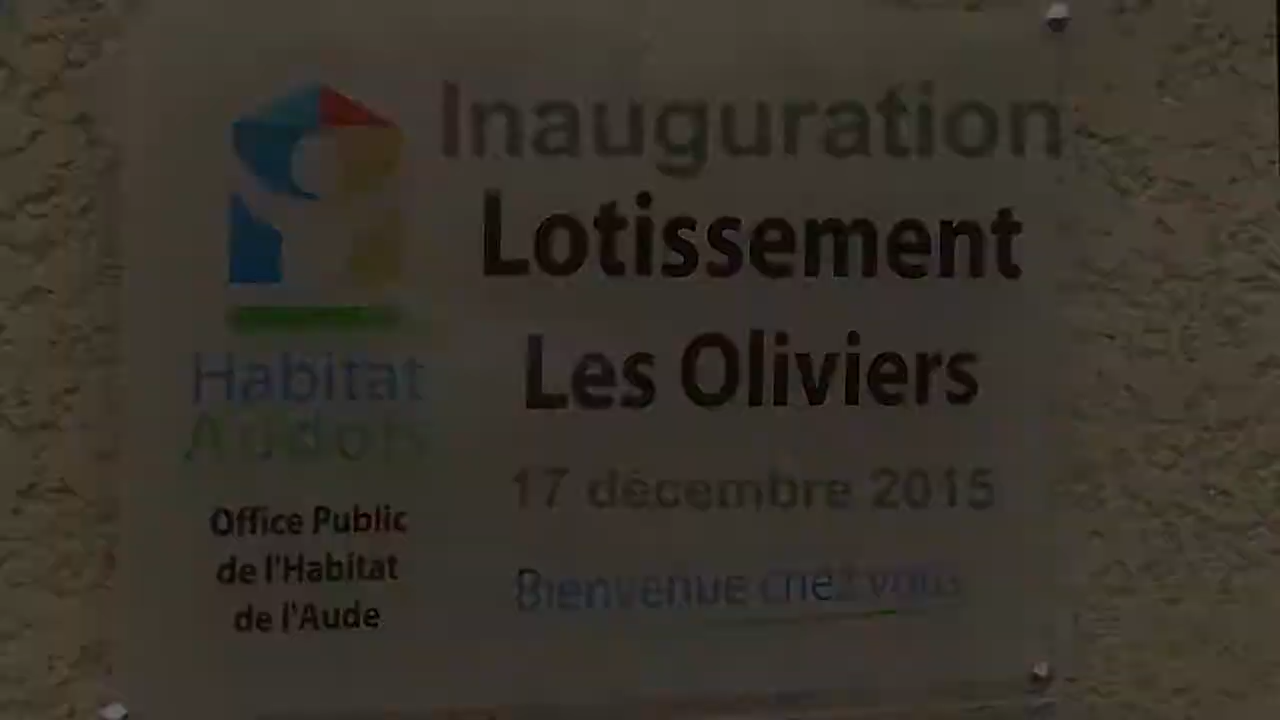 Inauguration
Lotissement
Les Oliviers
17 décembre 2015
Bienvenue chez vous
Habitat
Audois
Office Public
de l'Habitat
de l'Aude